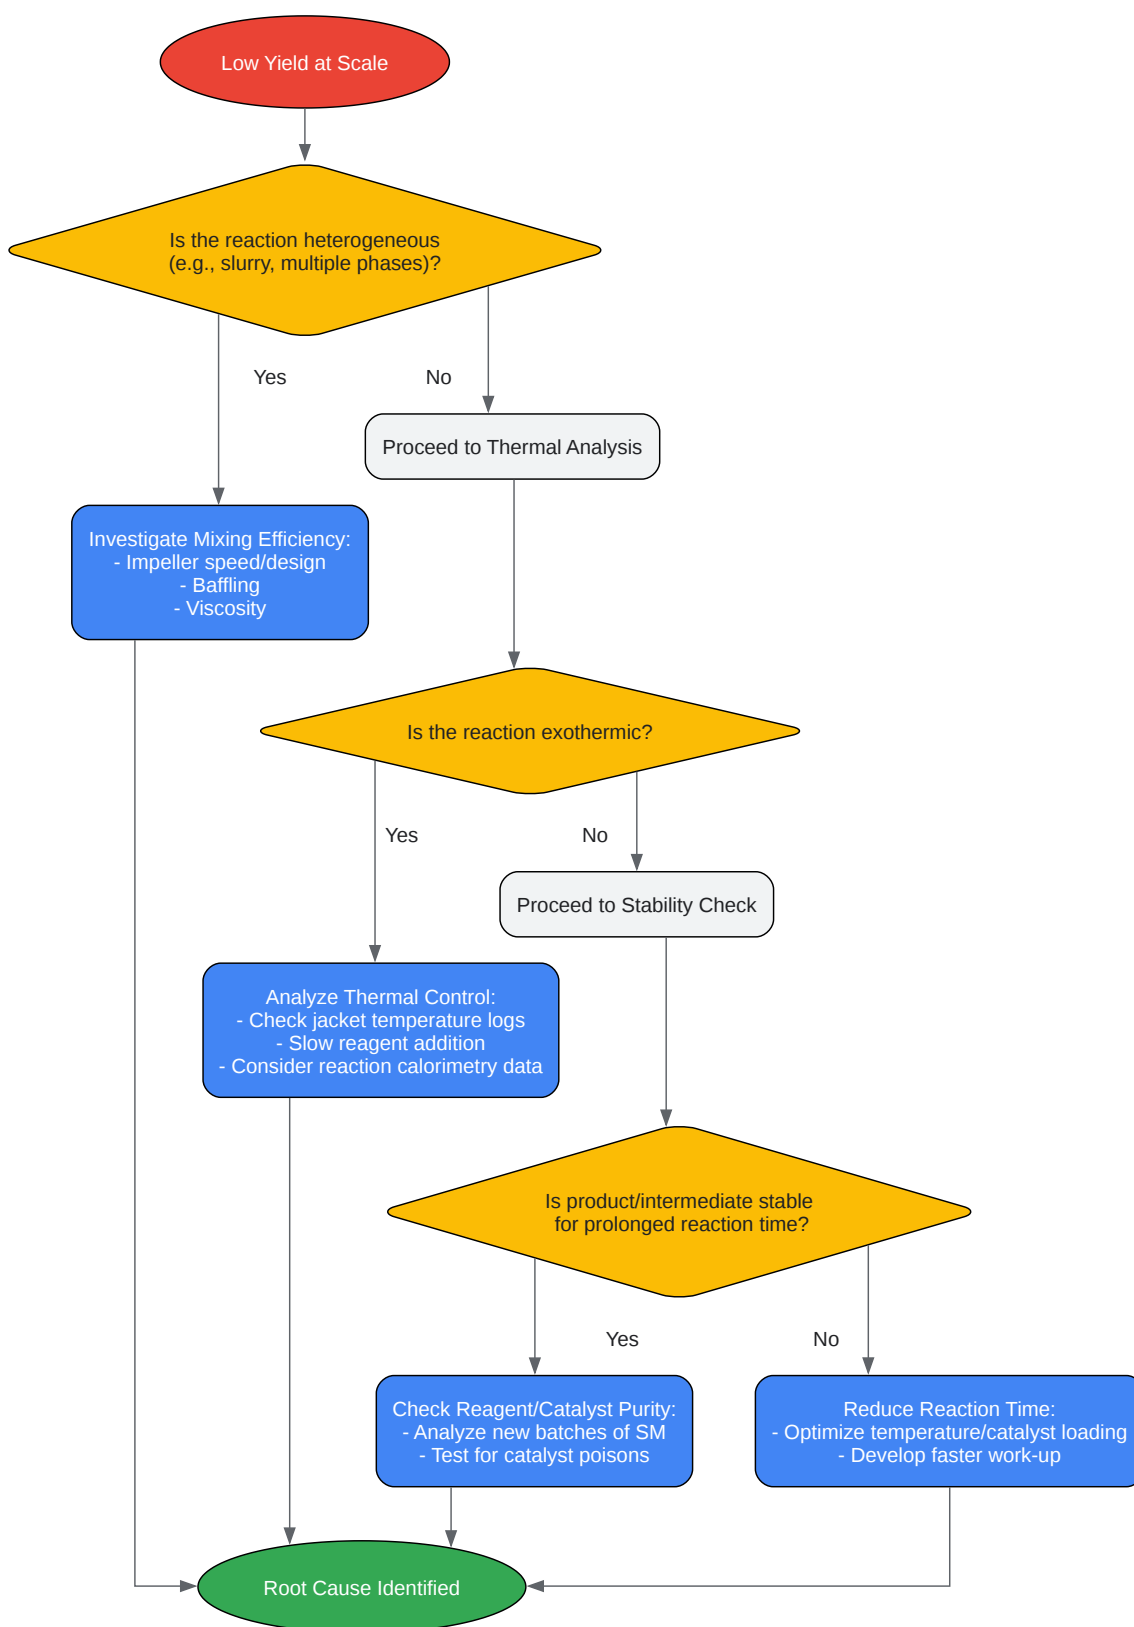 Low Yield at Scale
Is the reaction heterogeneous
(e.g., slurry, multiple phases)?
Yes
No
Proceed to Thermal Analysis
Investigate Mixing Efficiency:
- Impeller speed/design
- Baffling
- Viscosity
Is the reaction exothermic?
Yes
No
Proceed to Stability Check
Analyze Thermal Control:
- Check jacket temperature logs
- Slow reagent addition
- Consider reaction calorimetry data
Is product/intermediate stable
for prolonged reaction time?
Yes
No
Check Reagent/Catalyst Purity:
- Analyze new batches of SM
- Test for catalyst poisons
Reduce Reaction Time:
- Optimize temperature/catalyst loading
- Develop faster work-up
Root Cause Identified